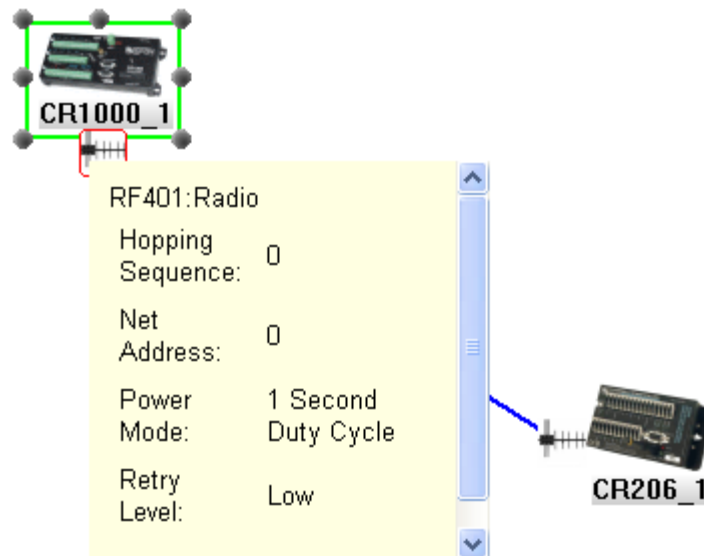 CR1000_1
RF401:Radio
Hopping
Sequence:
0
Net
Address:
0
Power
Mode:
1 Second
Duty Cycle
Retry
Level:
Low
CR206_1